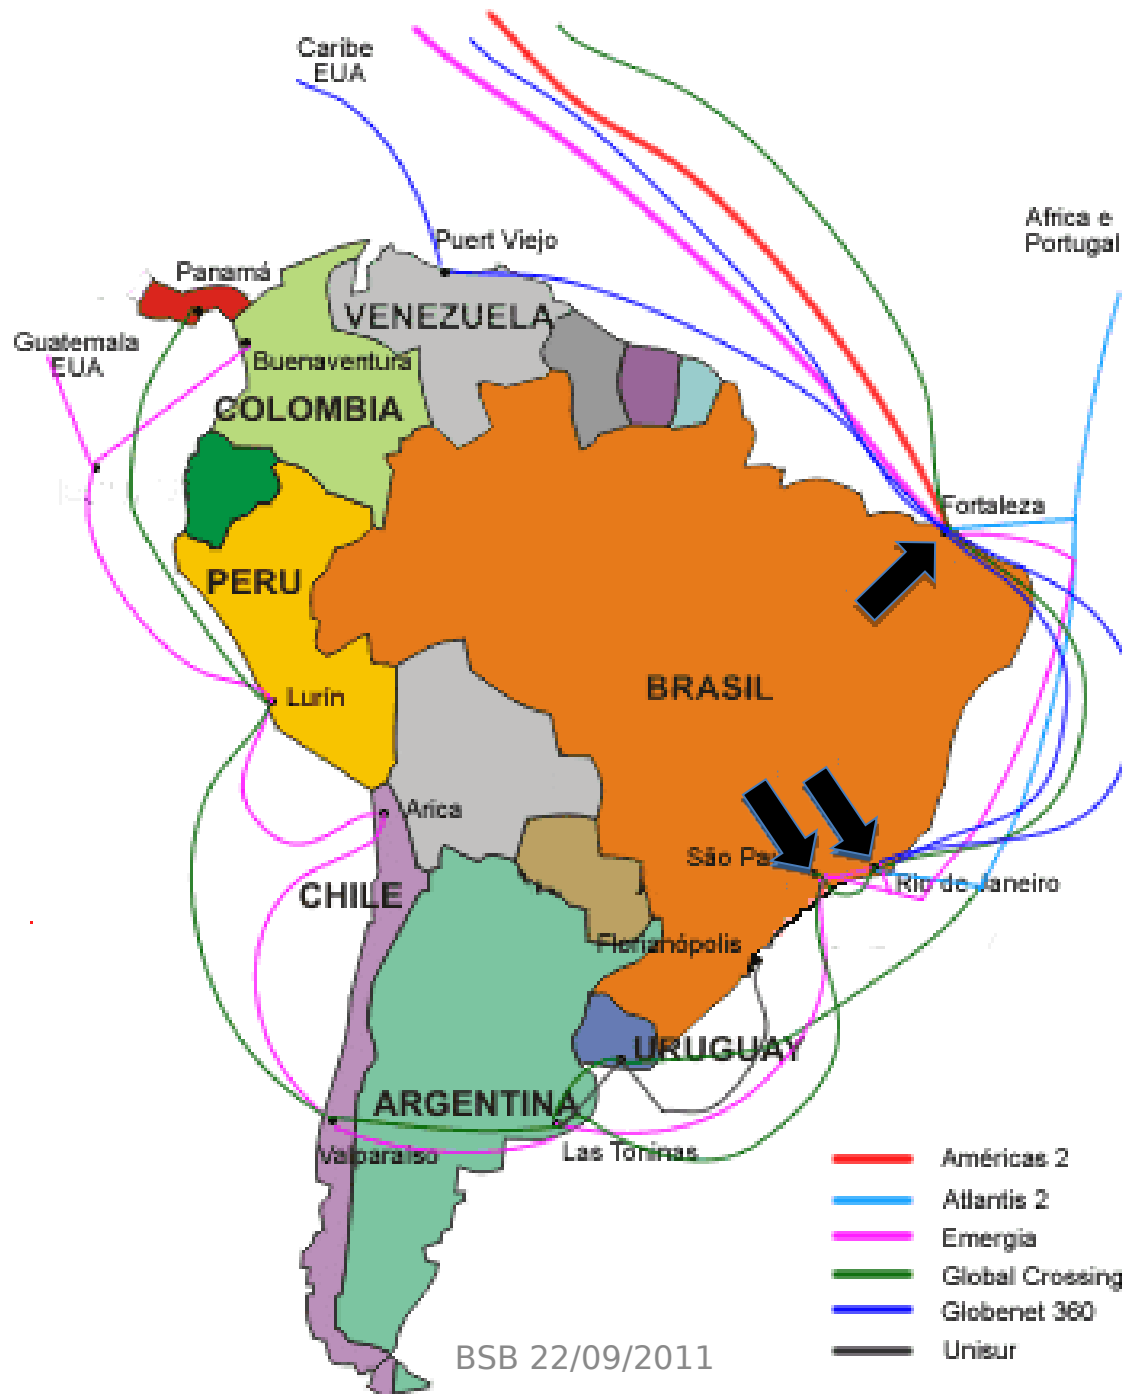 Caribe
EUA
Africa e
Portugal
Puert Viejo
Panamá
VENEZUELA
Guatemala
EUA
Buenaventura
COLOMBIA
Fortaleza
PERU
BRASIL
Lurín
Arica
São Pa
CHILE
Rio de Janeiro
Florianópolis
URUGUAY
ARGENTINA
Valparaíso
Las Toninas
Américas 2
Atlantis 2
Emergia
Global Crossing
Globenet 360
Unisur
BSB 22/09/2011